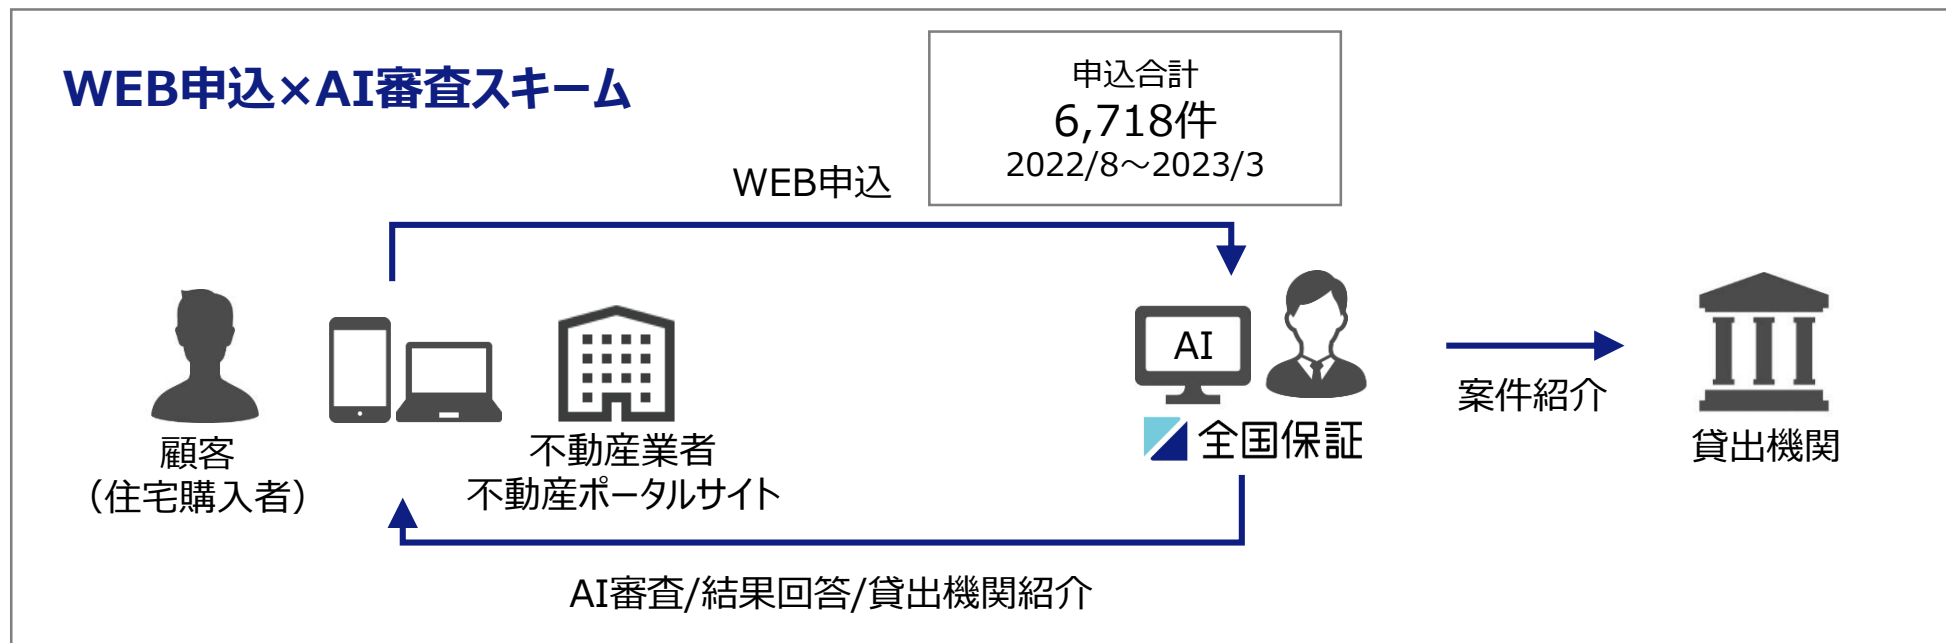 WEB申込×AI審査スキーム
申込合計
6,718件
2022/8～2023/3
WEB申込
AI
全国保証
案件紹介
貸出機関
顧客
（住宅購入者）
不動産業者
不動産ポータルサイト
AI審査/結果回答/貸出機関紹介